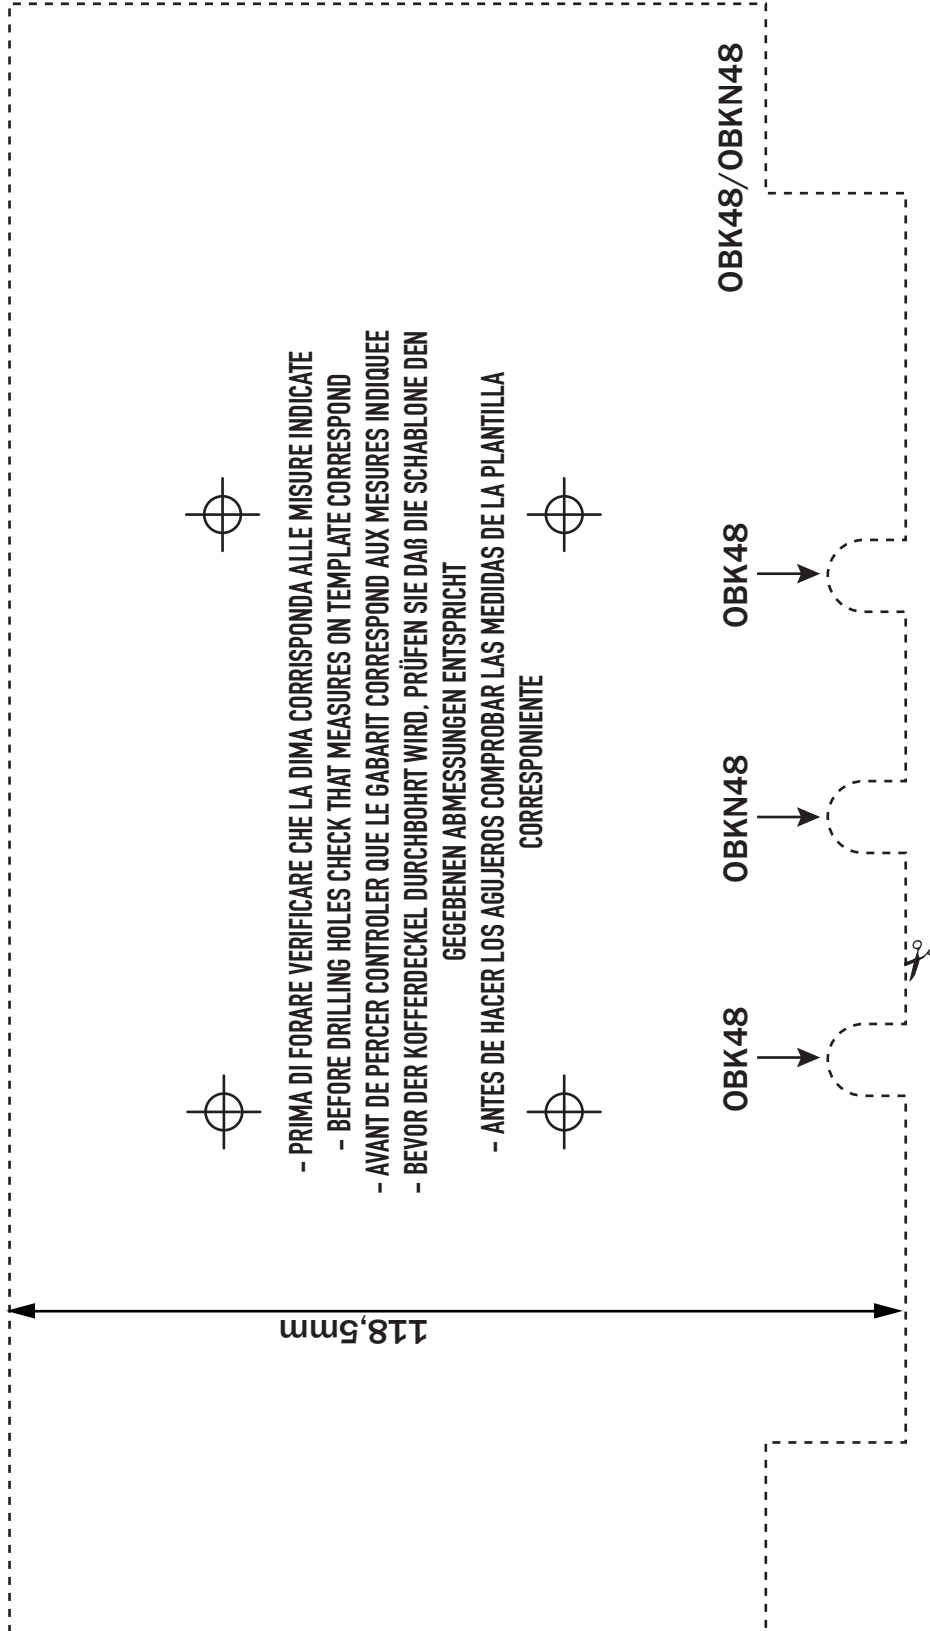 - PRIMA DI FORARE VERIFICARE CHE LA DIMA CORRISPONDA ALLE MISURE INDICATE
- BEFORE DRILLING HOLES CHECK THAT MEASURES ON TEMPLATE CORRESPOND
- AVANT DE PERCER CONTROLER QUE LE GABARIT CORRESPOND AUX MESURES INDIQUEE
- BEVOR DER KOFFERDECKEL DURCHBOHRT WIRD, PRÜFEN SIE DAß DIE SCHABLONE DEN
GEGEBENEN ABMESSUNGEN ENTSPRICHT
- ANTES DE HACER LOS AGUJEROS COMPROBAR LAS MEDIDAS DE LA PLANTILLA
CORRESPONIENTE
118,5mm
OBK48/OBKN48
OBK48
OBKN48
OBK48